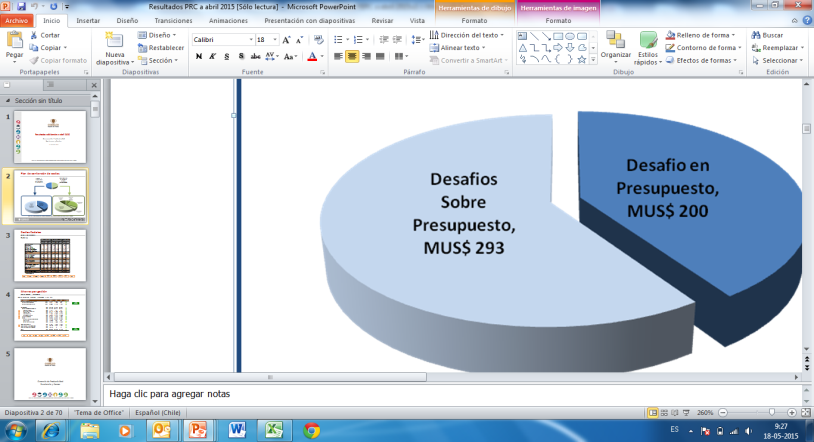 Resultados PRC a abril 2015 [Sólo lectura] - Microsoft PowerPoint
Herramientas de dibujo
Herramientas de imagen
Archivo Inicio Insertar Diseño Transiciones Animaciones Presentación con diapositivas Revisar Vista Formato Formato
Pegar
Cortar
Copiar
Copiar formato
Portapapeles
Nueva diapositiva
Diseño
Restablecer
Sección
Diapositivas
Calibri 18
N K S S abc AV Aa A
Fuente
Párrafo
Dirección del texto
Alinear texto
Convertir a SmartArt
Organizar
Estilos rápidos
Relleno de forma
Contorno de forma
Efectos de formas
Dibujo
Buscar
Reemplazar
Seleccionar
Edición
Sección sin título
1
2
3
4
5
Desafios
Sobre
Presupuesto,
MUS$ 293
Desafio en
Presupuesto,
MUS$ 200
Haga clic para agregar notas
Diapositiva 2 de 70 "Tema de Office" Español (Chile) 260%
ES 9:27
18-05-2015